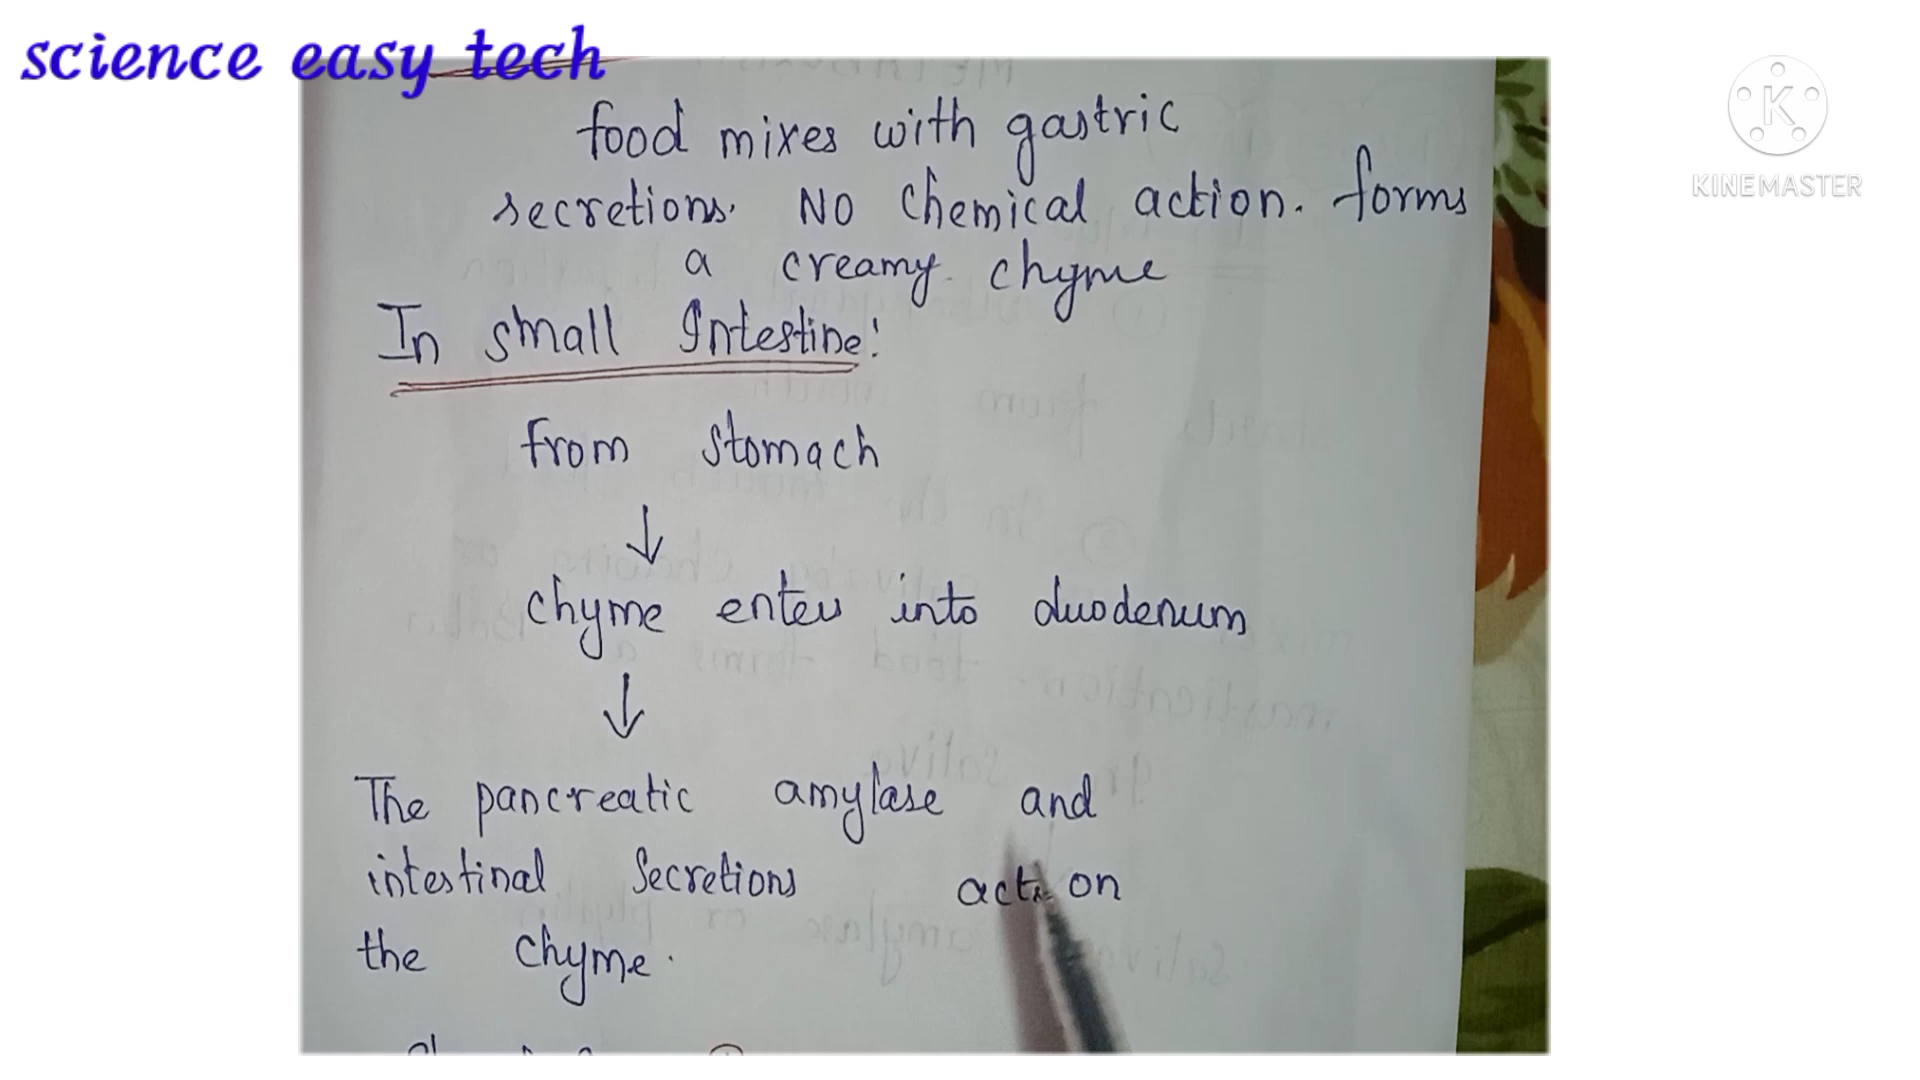 science easy tech
KINEMASTER
food mixes with gastric
secretions. NO chemical action. forms
a creamy chyme
In small Intestine:
from stomach
↓
chyme enters into duodenum
↓
The pancreatic amylase and
intestinal secretions act on
the chyme.